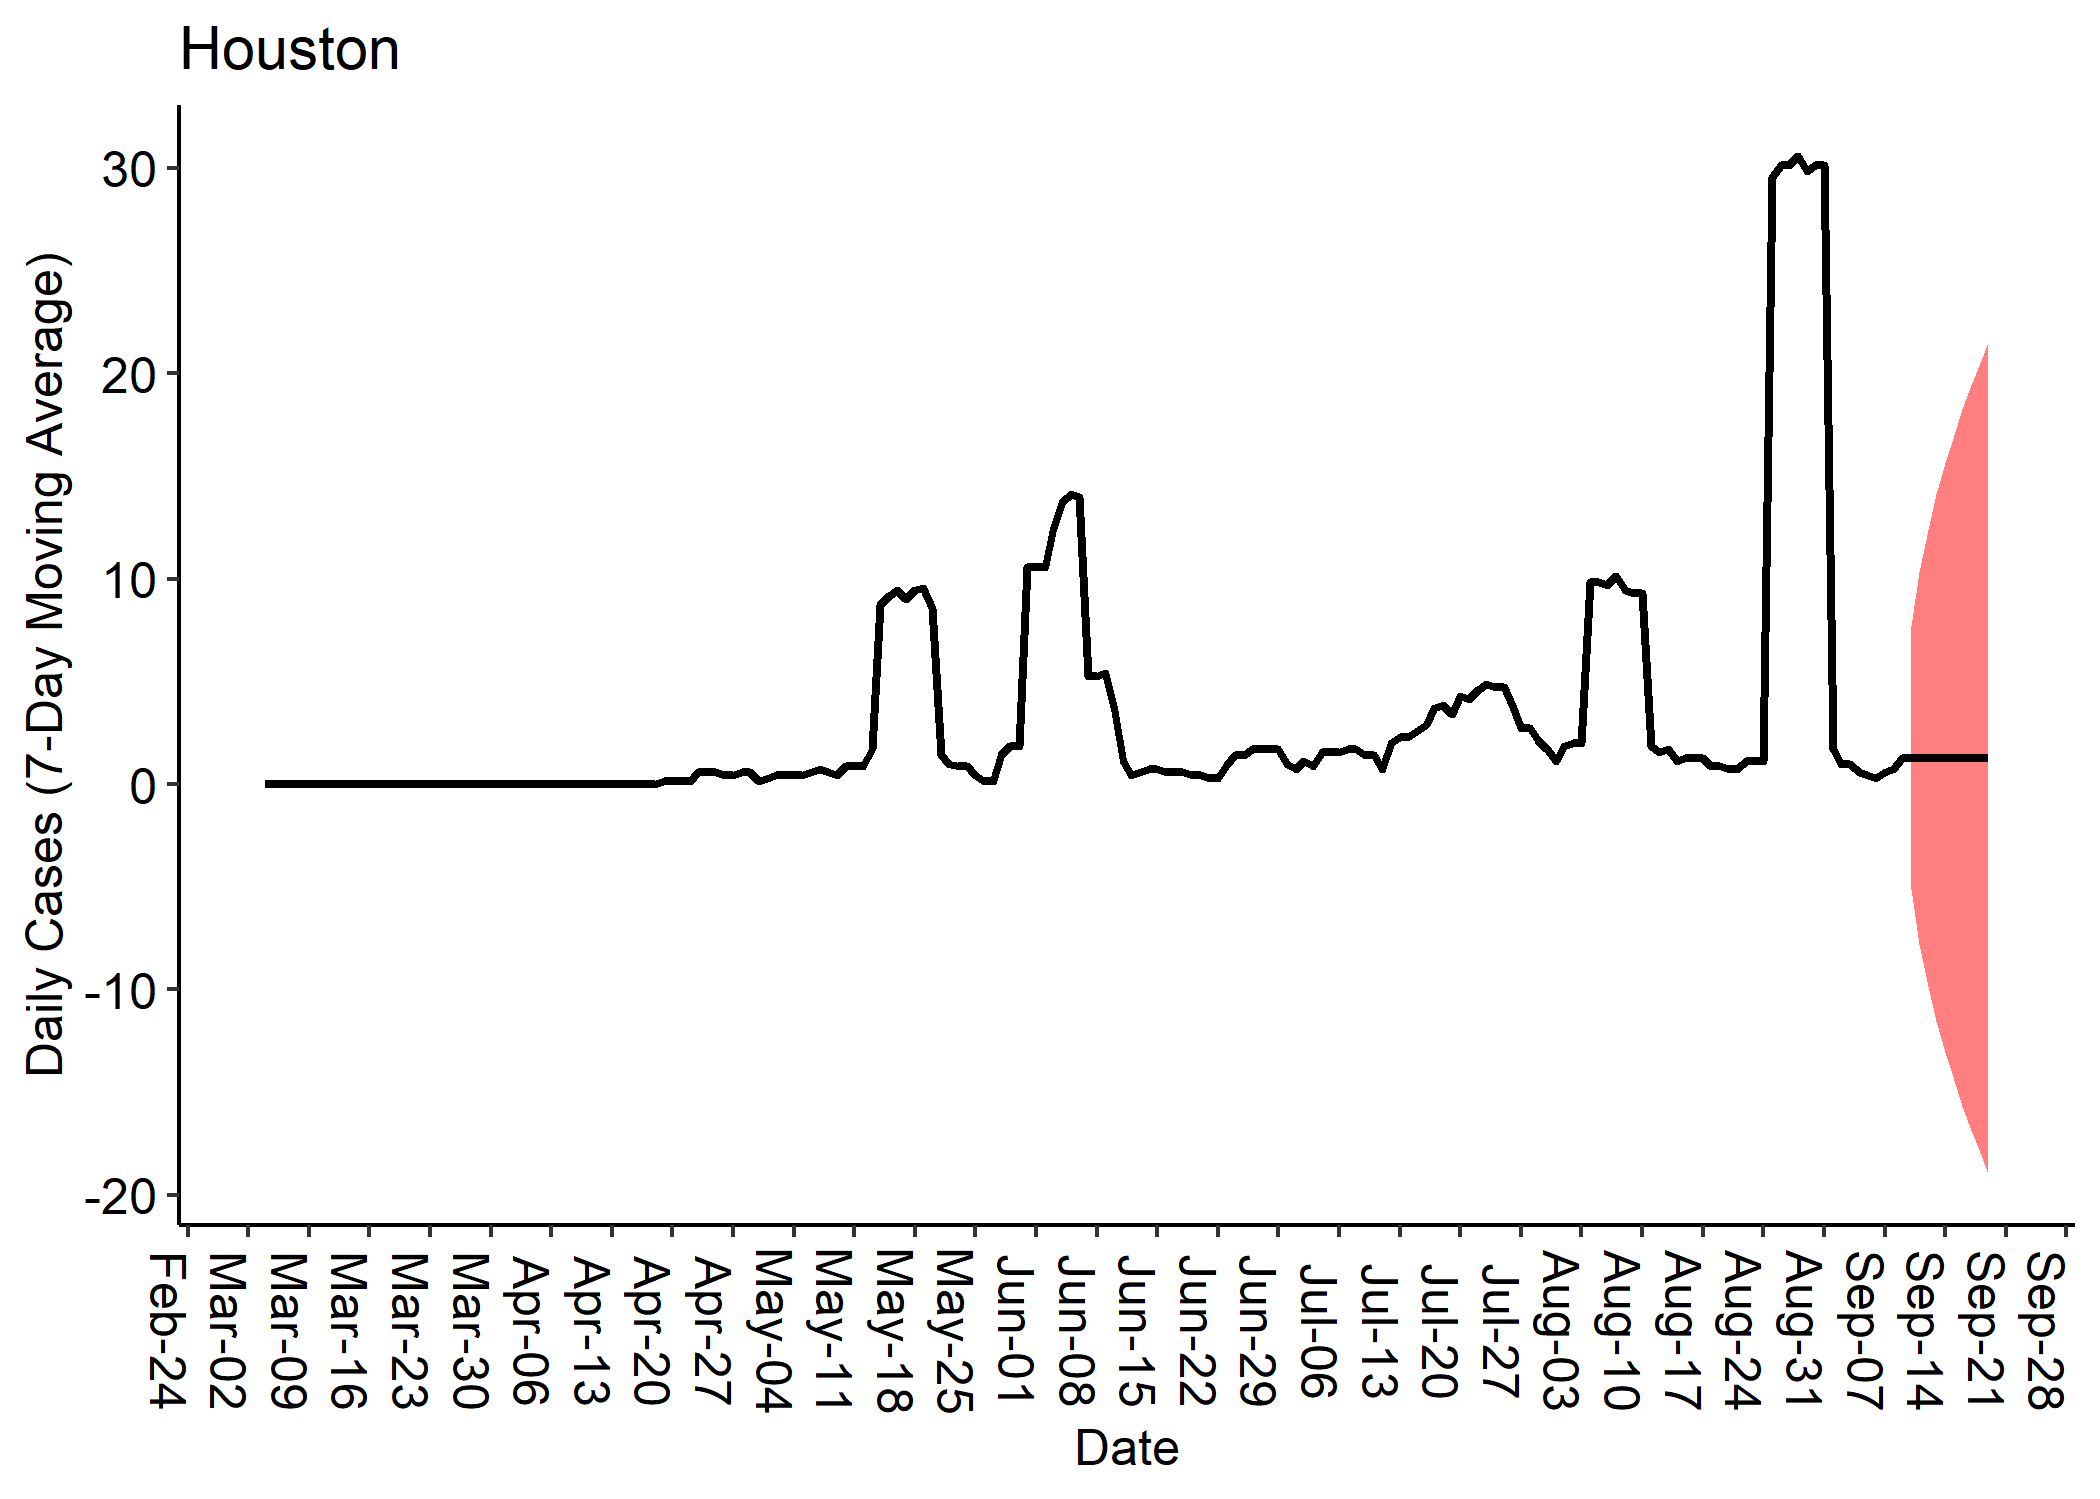 Houston
Daily Cases (7-Day Moving Average)
30
20
10
0
-10
-20
Feb-24
Mar-02
Mar-09
Mar-16
Mar-23
Mar-30
Apr-06
Apr-13
Apr-20
Apr-27
May-04
May-11
May-18
May-25
Jun-01
Jun-08
Jun-15
Jun-22
Jun-29
Jul-06
Jul-13
Jul-20
Jul-27
Aug-03
Aug-10
Aug-17
Aug-24
Aug-31
Sep-07
Sep-14
Sep-21
Sep-28
Date